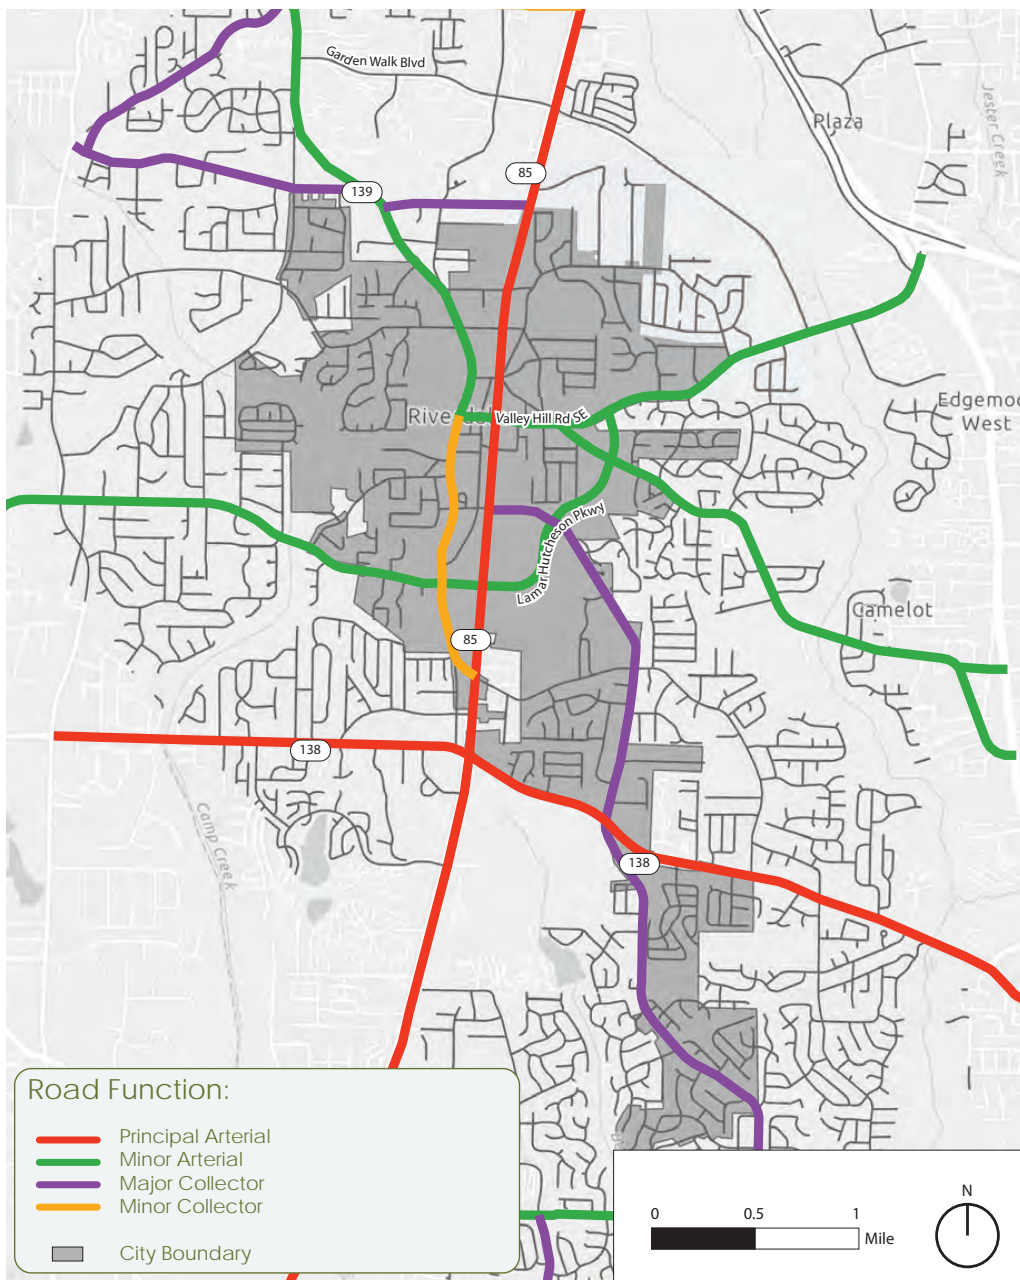 Garden Walk Blvd
Jester Creek
Plaza
85
139
Edgemoo
West
Valley Hill Rd SE
Lamar Hutcheson Pkwy
Camelot
85
138
Camp Creek
138
Road Function:
Principal Arterial
Minor Arterial
Major Collector
Minor Collector
City Boundary
0 0.5 1
Mile
N